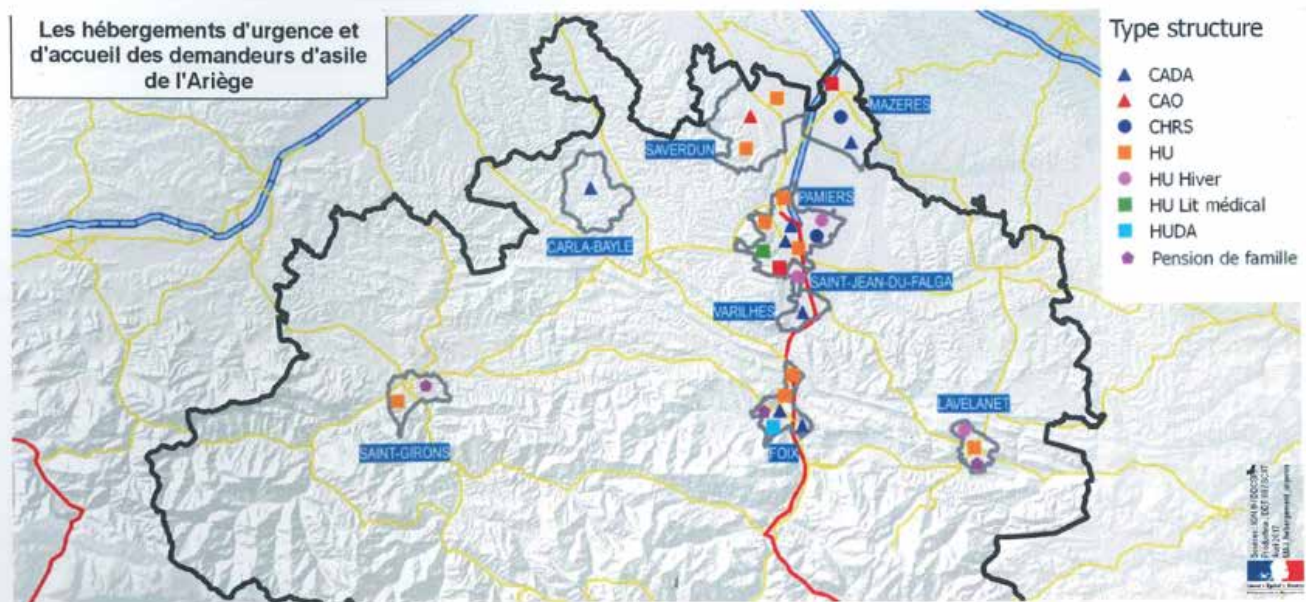 Les hébergements d'urgence et
d'accueil des demandeurs d'asile
de l'Ariège
Type structure
CADA
CAO
CHRS
HU
HU Hiver
HU Lit médical
HUDA
Pension de famille
MAZERES
SAVERDUN
PAMIERS
CARLA-BAYLE
SAINT-JEAN-DU-FALGA
VARILHES
LAVELANET
SAINT-GIRONS
FOIX
Avril 2017